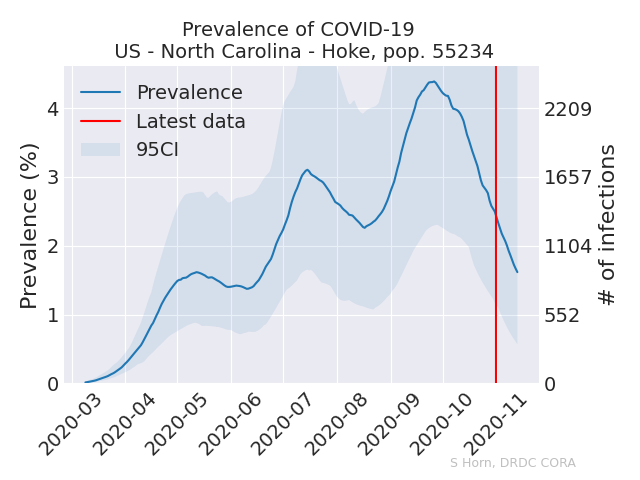 Prevalence of COVID-19
US - North Carolina - Hoke, pop. 55234
Prevalence
Latest data
95CI
Prevalence (%)
4
3
2
1
0
2209
1657
1104
552
0
# of infections
2020-03
2020-04
2020-05
2020-06
2020-07
2020-08
2020-09
2020-10
2020-11
S Horn, DRDC CORA